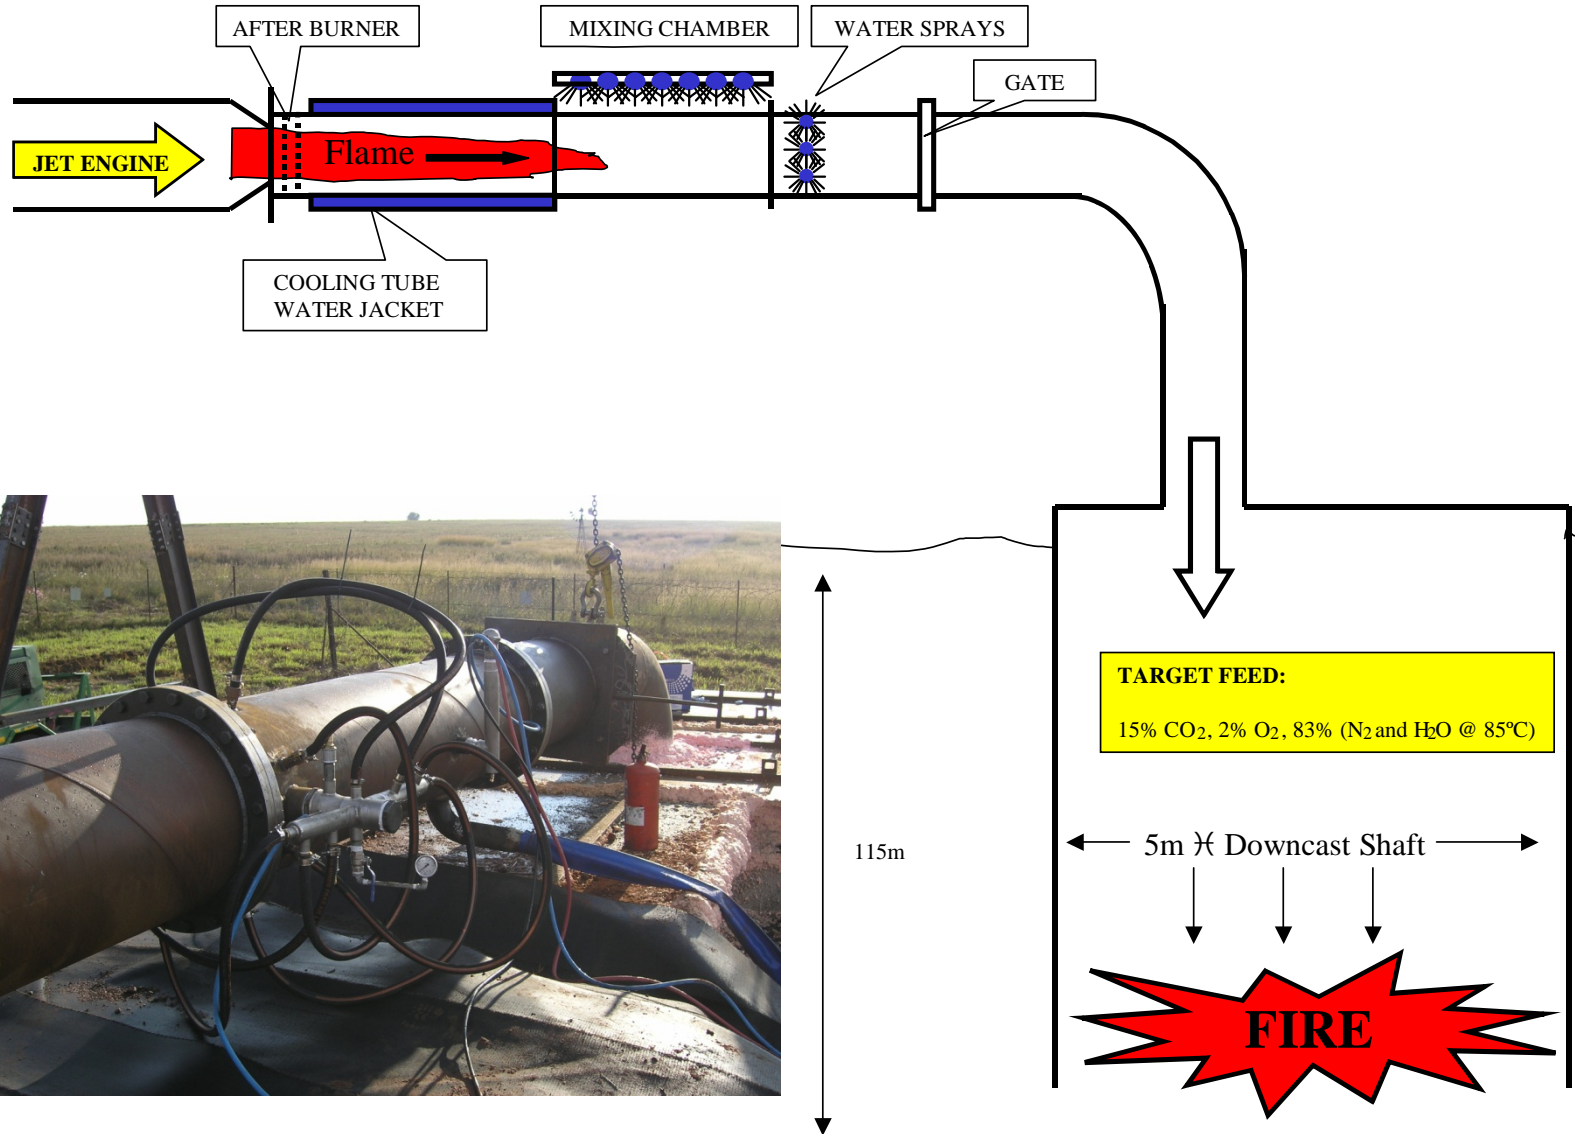 AFTER BURNER
MIXING CHAMBER
WATER SPRAYS
GATE
JET ENGINE
Flame
COOLING TUBE
WATER JACKET
TARGET FEED:
15% CO2, 2% O2, 83% (N2 and H2O @ 85ºC)
115m
5m ℋ Downcast Shaft
FIRE